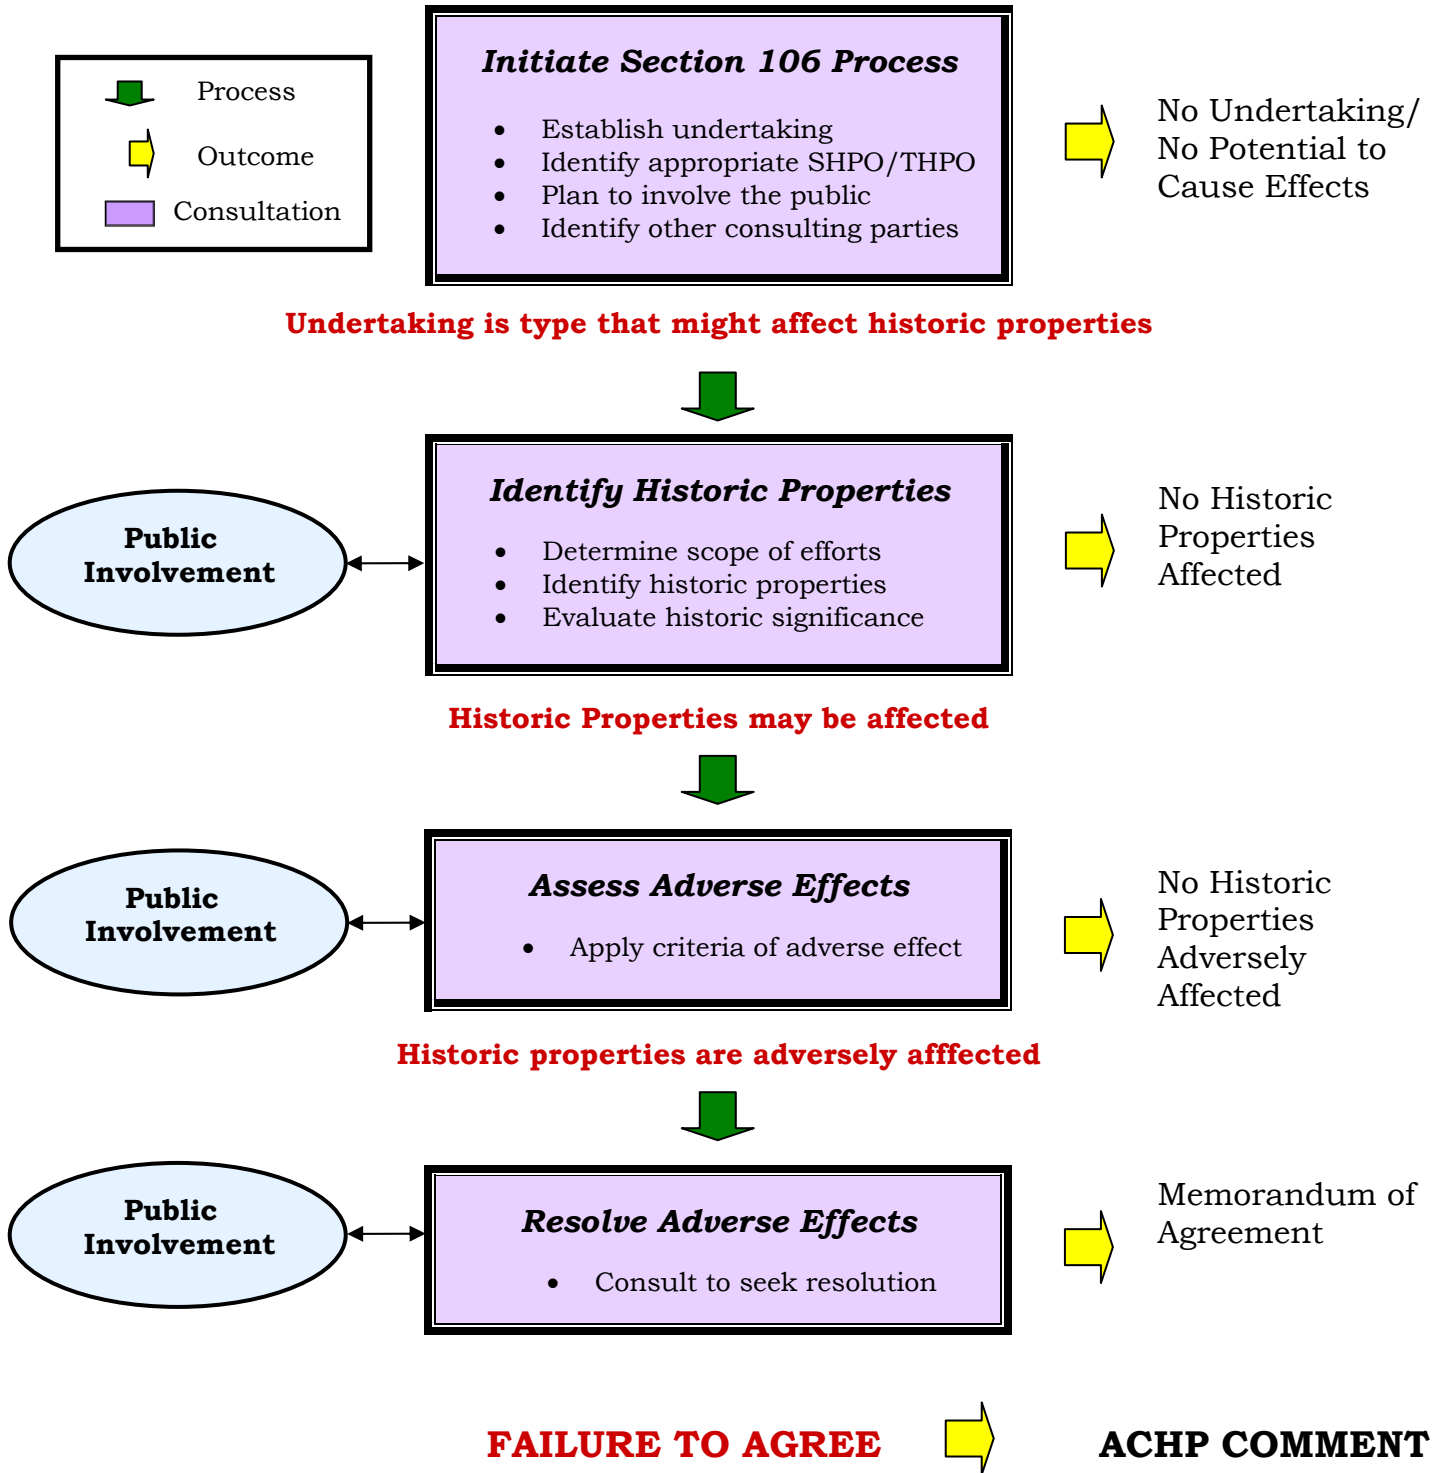 Process
Outcome
Consultation
Initiate Section 106 Process
• Establish undertaking
• Identify appropriate SHPO/THPO
• Plan to involve the public
• Identify other consulting parties
No Undertaking/
No Potential to
Cause Effects
Undertaking is type that might affect historic properties
Public
Involvement
Identify Historic Properties
• Determine scope of efforts
• Identify historic properties
• Evaluate historic significance
No Historic
Properties
Affected
Historic Properties may be affected
Public
Involvement
Assess Adverse Effects
• Apply criteria of adverse effect
No Historic
Properties
Adversely
Affected
Historic properties are adversely afffected
Public
Involvement
Resolve Adverse Effects
• Consult to seek resolution
Memorandum of
Agreement
FAILURE TO AGREE
ACHP COMMENT